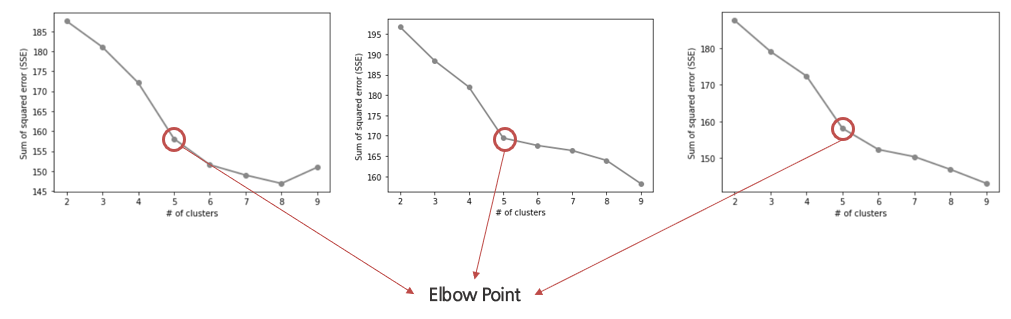 Sum of squared error (SSE)
185
180
175
170
165
160
155
150
145
2 3 4 5 6 7 8 9
# of clusters
Sum of squared error (SSE)
195
190
185
180
175
170
165
160
2 3 4 5 6 7 8 9
# of clusters
Sum of squared error (SSE)
180
170
160
150
2 3 4 5 6 7 8 9
# of clusters
Elbow Point